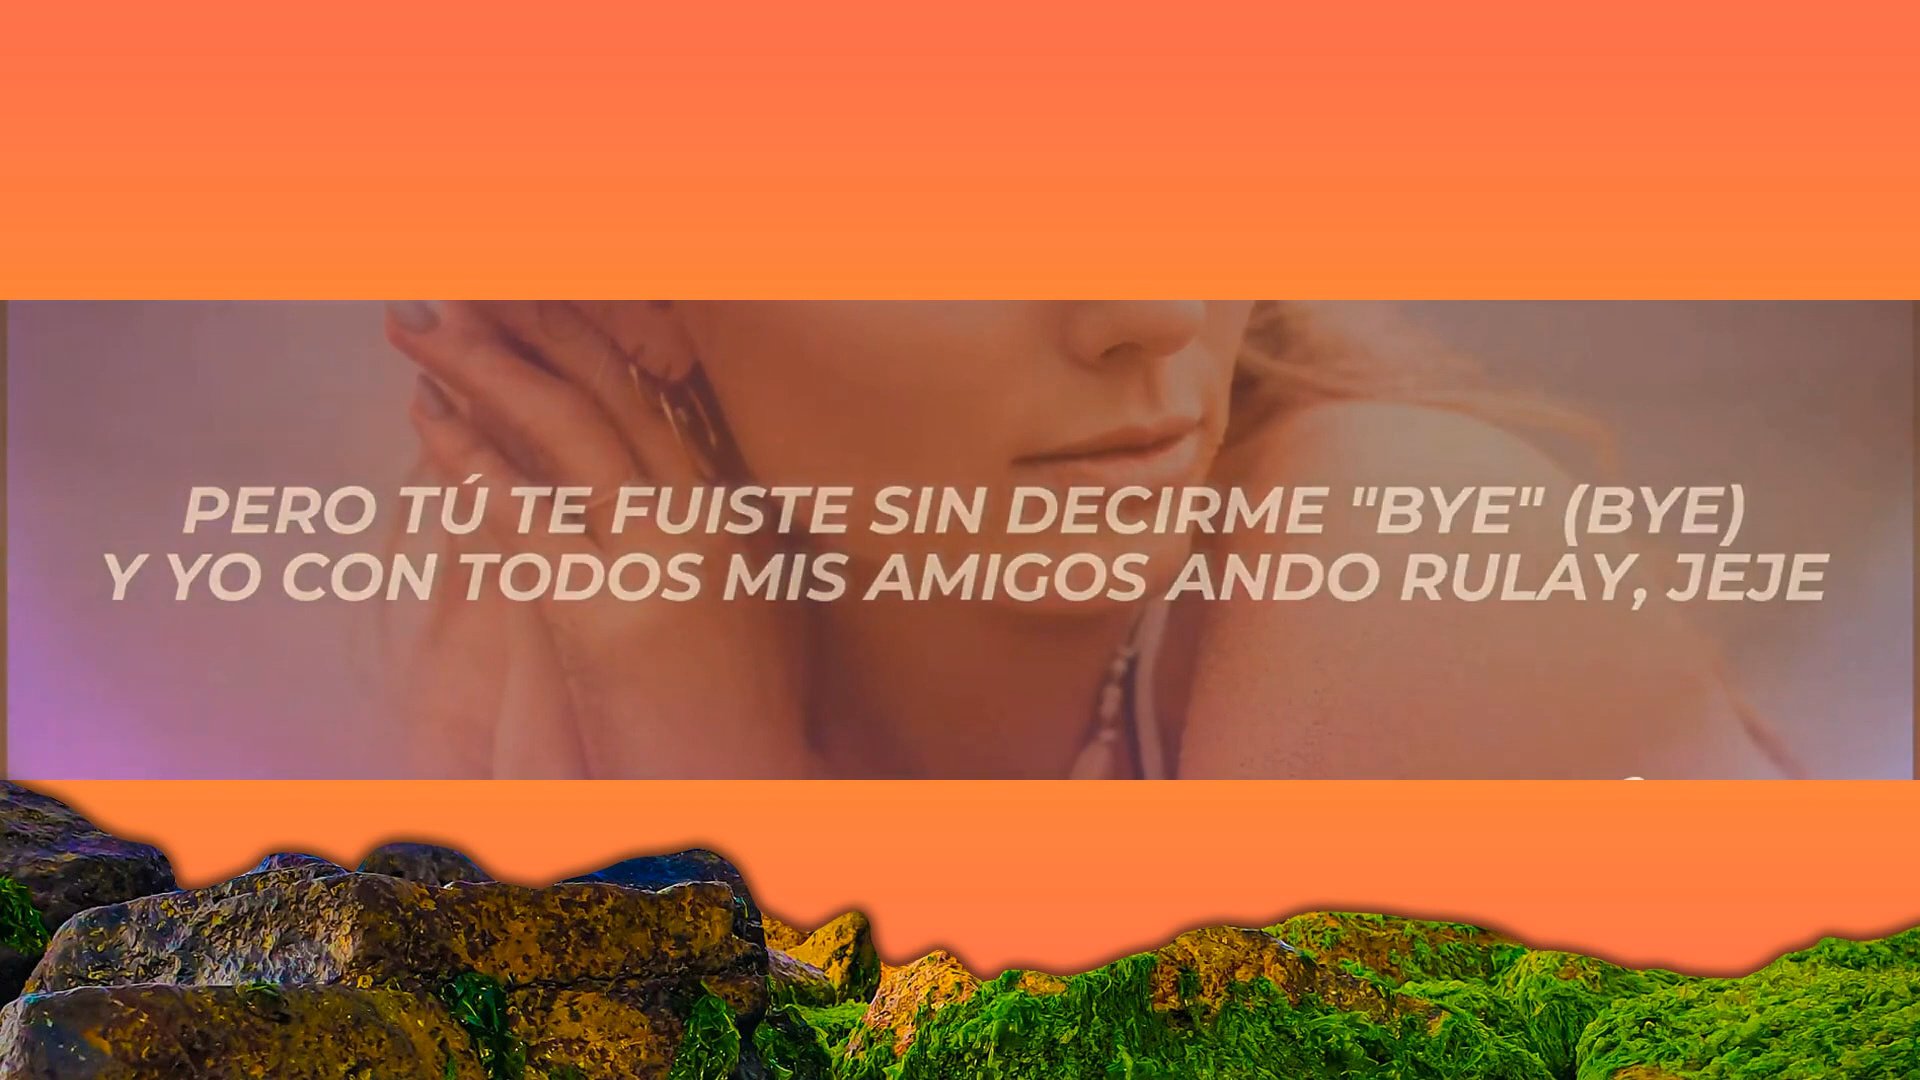 PERO TÚ TE FUISTE SIN DECIRME "BYE" (BYE)
Y YO CON TODOS MIS AMIGOS ANDO RULAY, JEJE